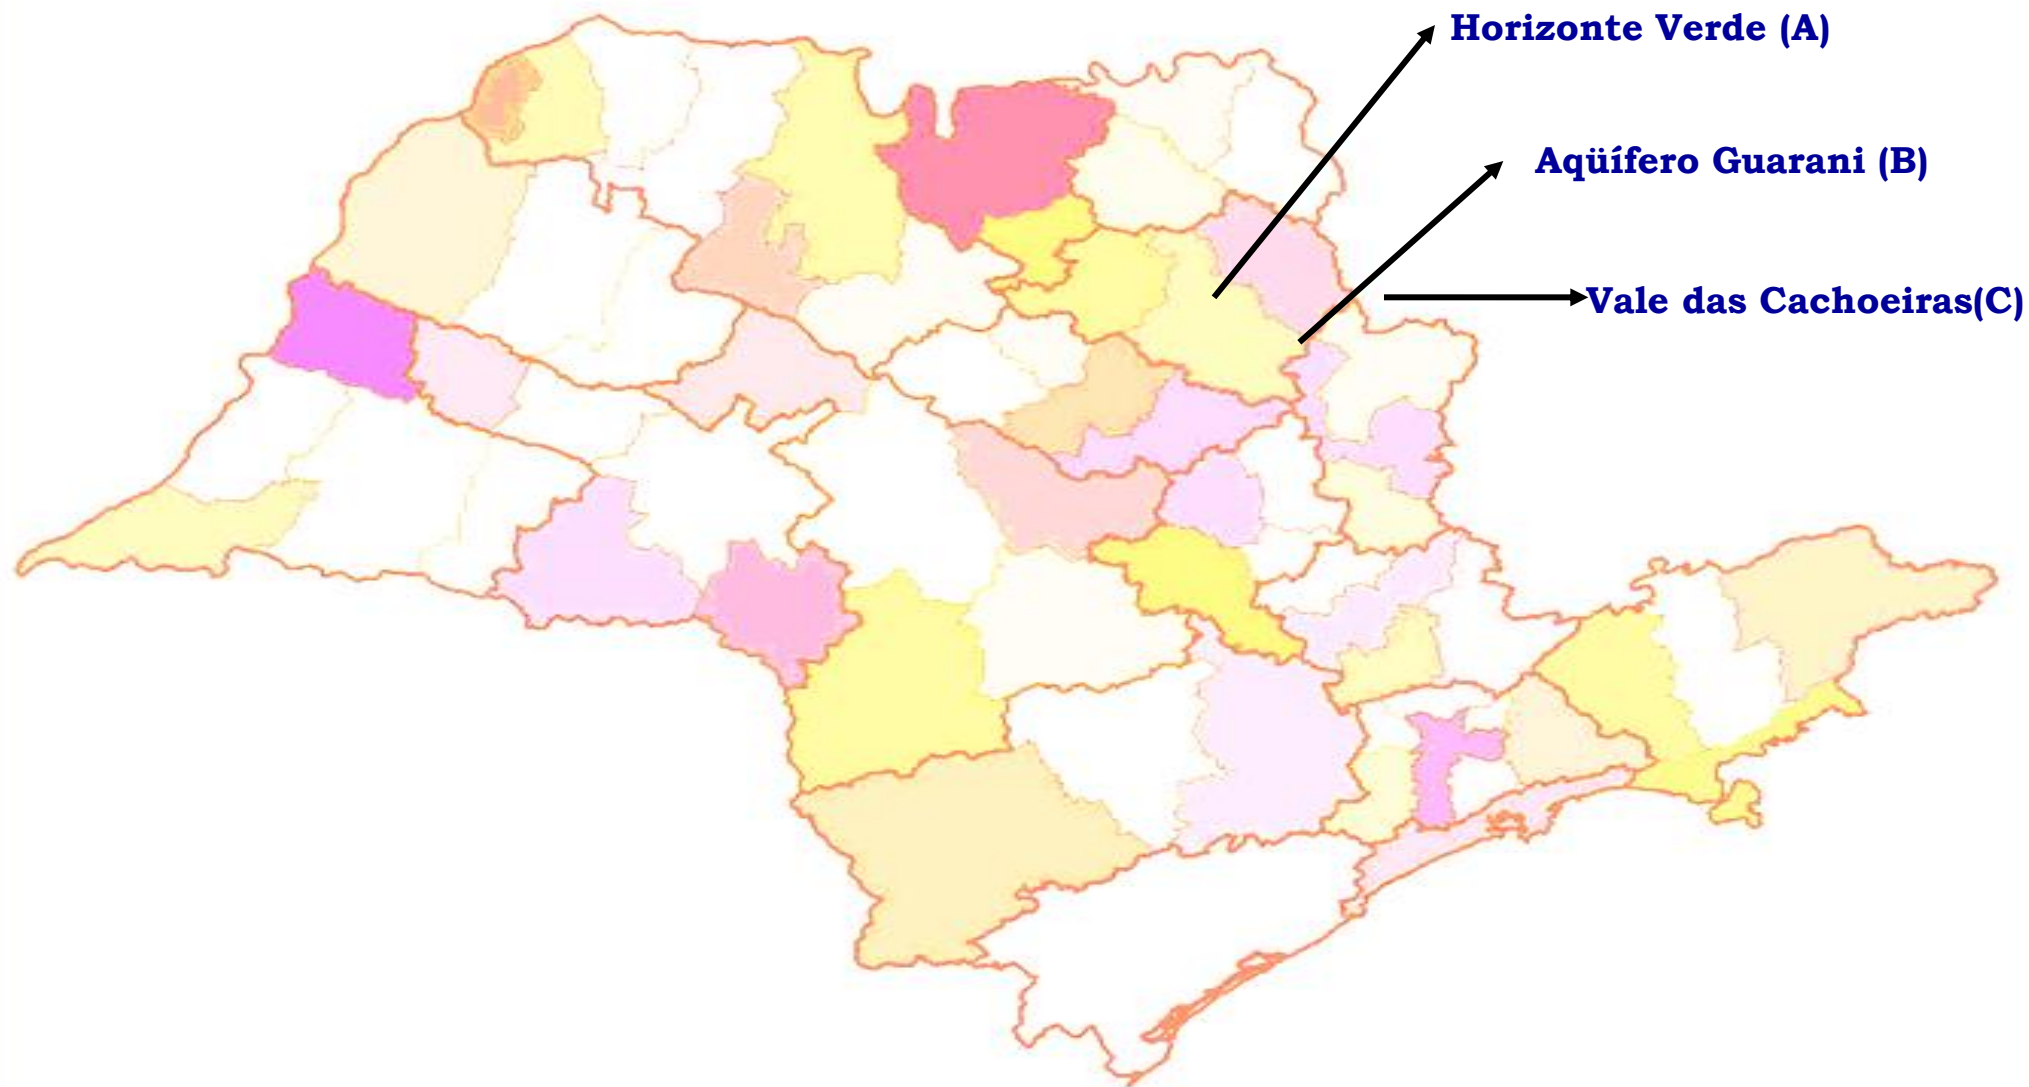 Horizonte Verde (A)
Aqüífero Guarani (B)
Vale das Cachoeiras(C)